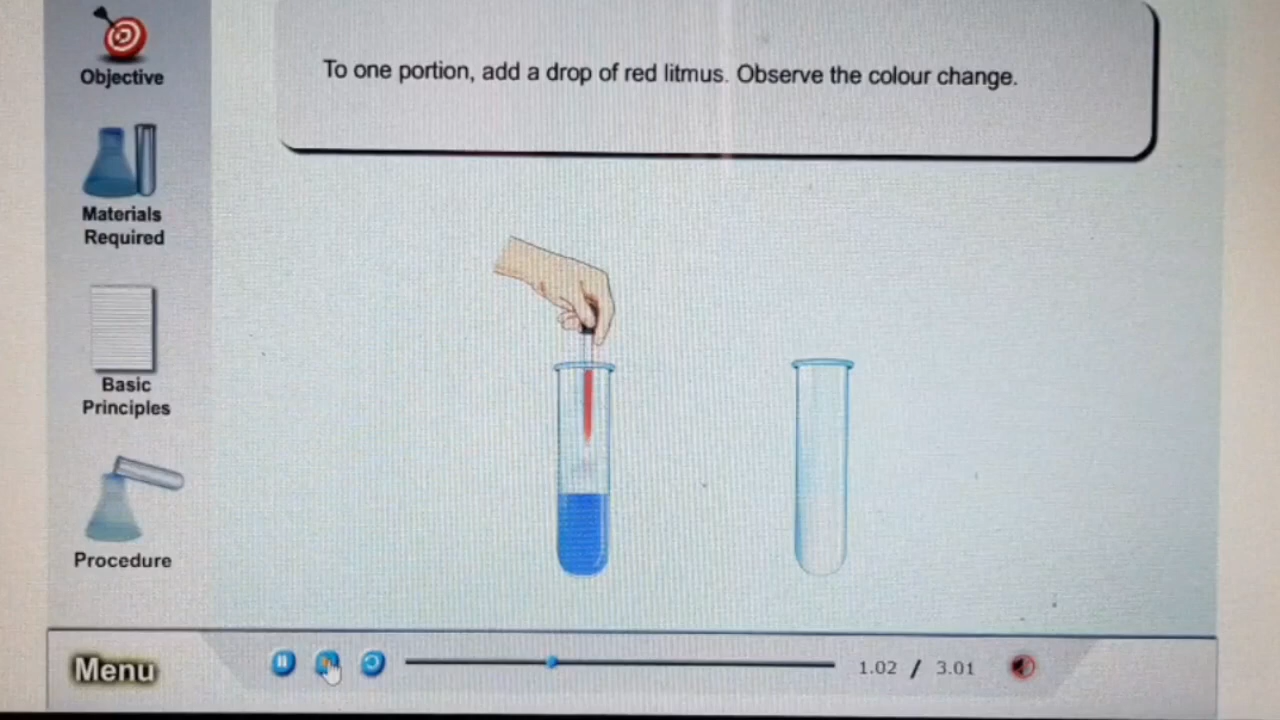 Objective
To one portion, add a drop of red litmus. Observe the colour change.
Materials
Required
Basic
Principles
Procedure
Menu
1.02 / 3.01